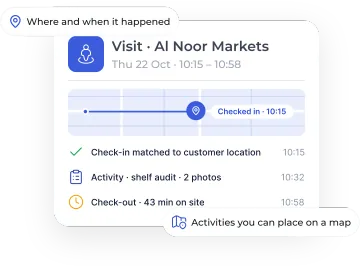 Where and when it happened
Visit · Al Noor Markets
Thu 22 Oct · 10:15 – 10:58
Checked in · 10:15
Check-in matched to customer location 10:15
Activity · shelf audit · 2 photos 10:32
Check-out · 43 min on site 10:58
Activities you can place on a map